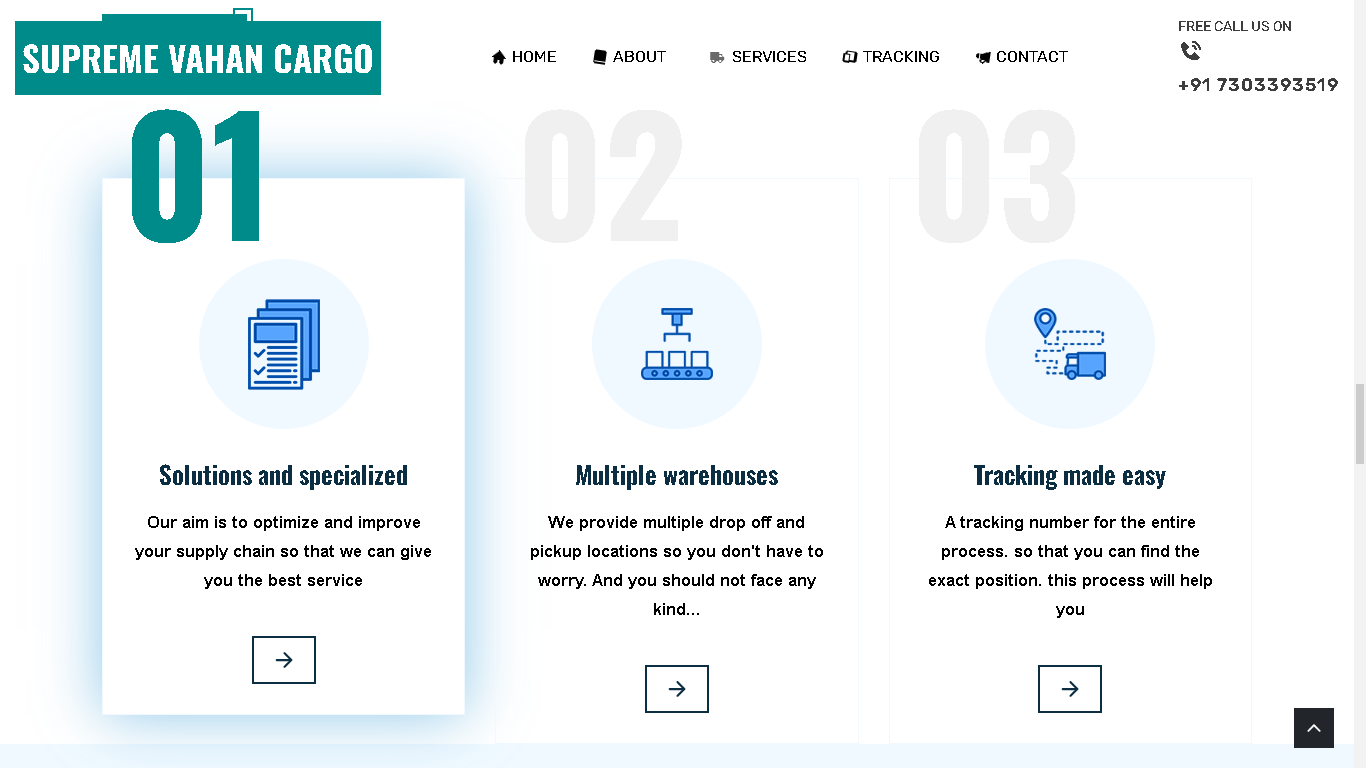 SUPREME VAHAN CARGO
HOME
ABOUT
SERVICES
TRACKING
CONTACT
FREE CALL US ON
+91 7303393519
01
02
03
Solutions and specialized
Our aim is to optimize and improve
your supply chain so that we can give
you the best service
Multiple warehouses
We provide multiple drop off and
pickup locations so you don't have to
worry. And you should not face any
kind...
Tracking made easy
A tracking number for the entire
process. so that you can find the
exact position. this process will help
you